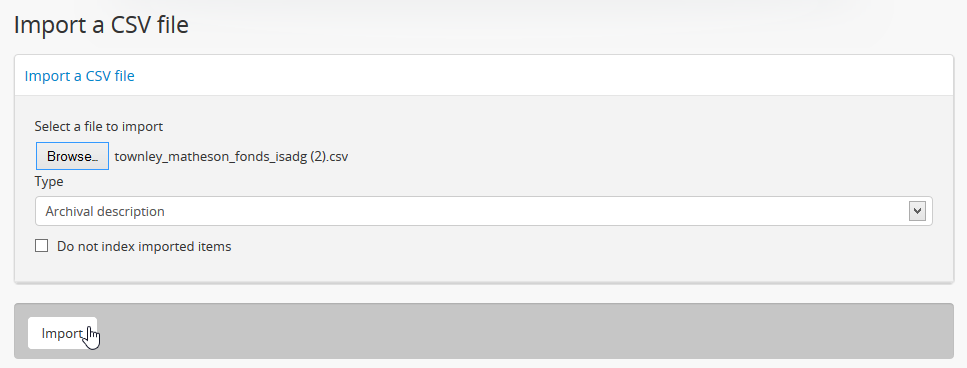 Import a CSV file
Import a CSV file
Select a file to import
Browse... townley_matheson_fonds_isadg (2).csv
Type
Archival description
Do not index imported items
Import